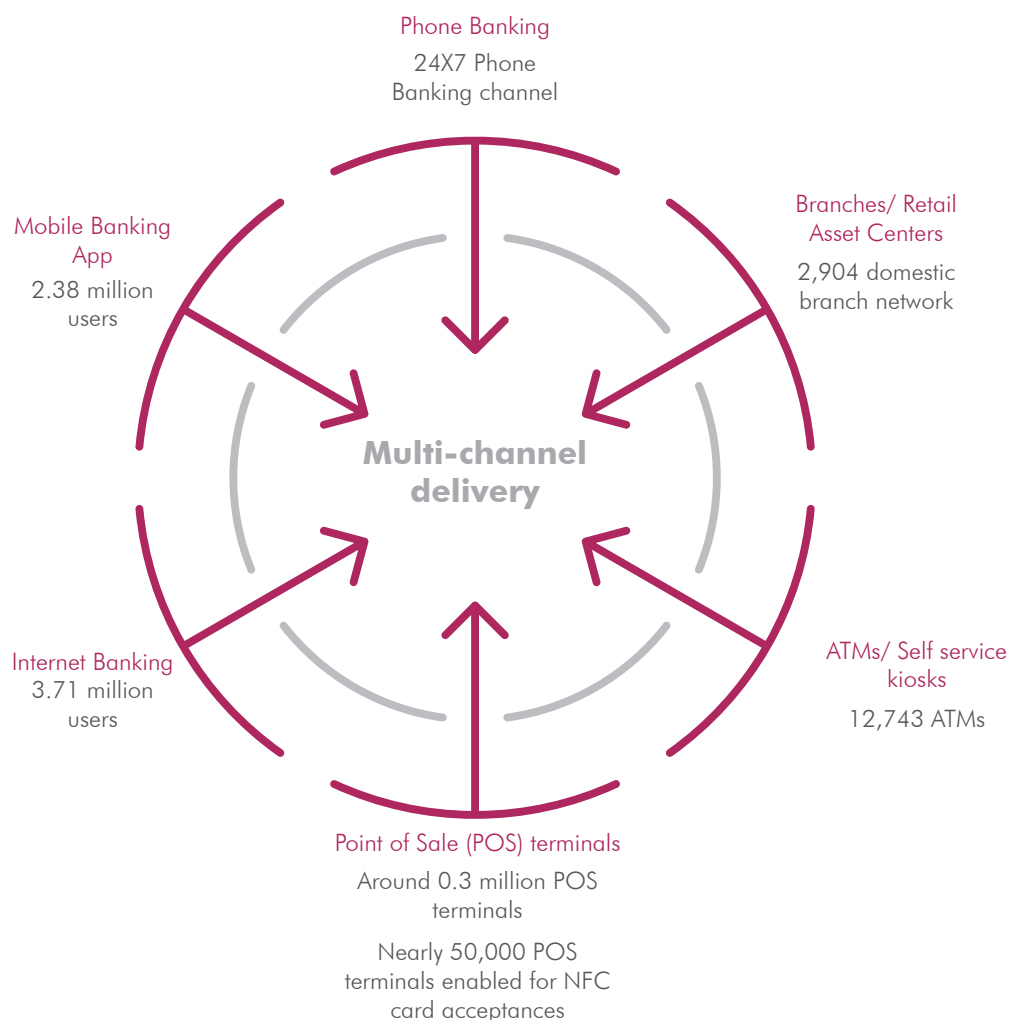 Phone Banking
24X7 Phone
Banking channel
Branches/ Retail
Asset Centers
2,904 domestic
branch network
Mobile Banking
App
2.38 million
users
Multi-channel
delivery
Internet Banking
3.71 million
users
ATMs/ Self service
kiosks
12,743 ATMs
Point of Sale (POS) terminals
Around 0.3 million POS
terminals
Nearly 50,000 POS
terminals enabled for NFC
card acceptances